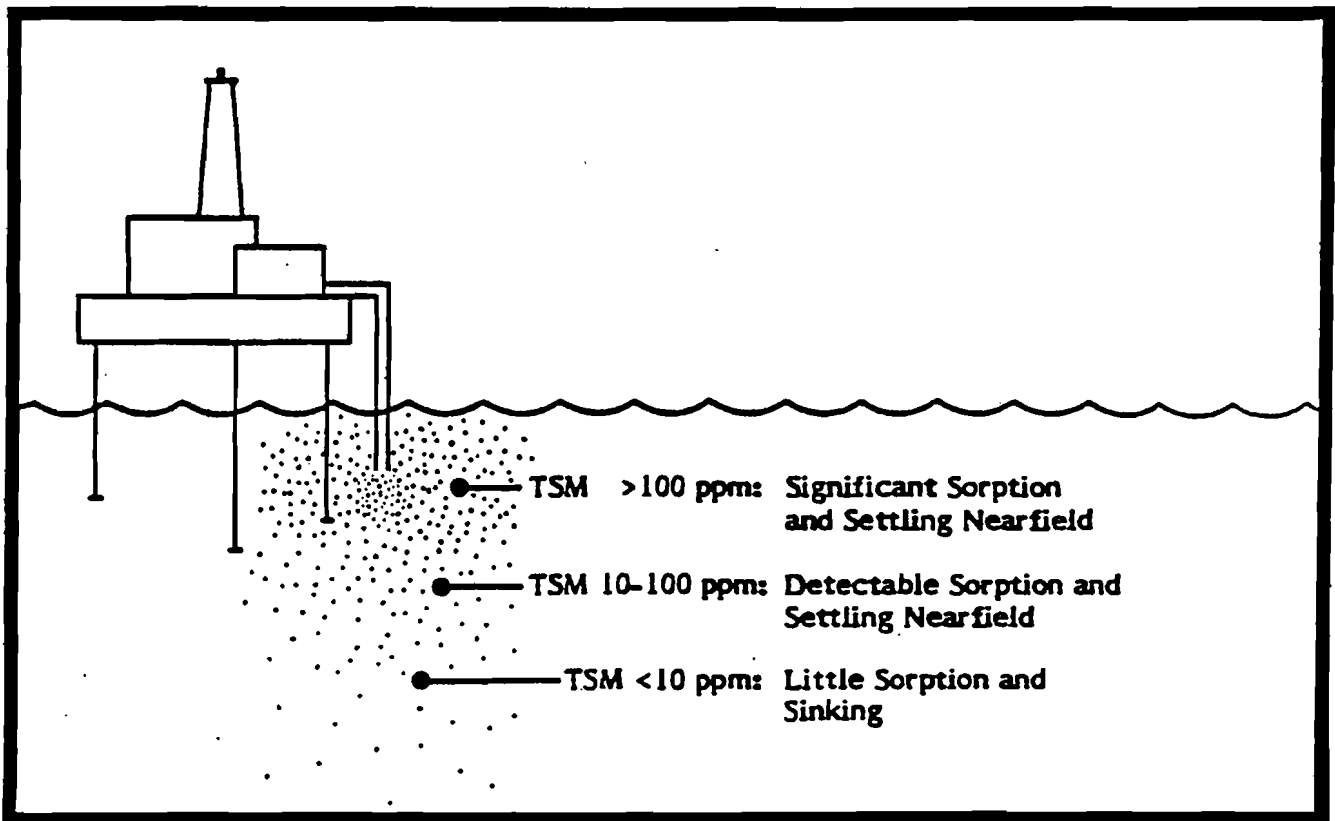 TSM >100 ppm: Significant Sorption
and Settling Nearfield
TSM 10-100 ppm: Detectable Sorption and
Settling Nearfield
TSM <10 ppm: Little Sorption and
Sinking